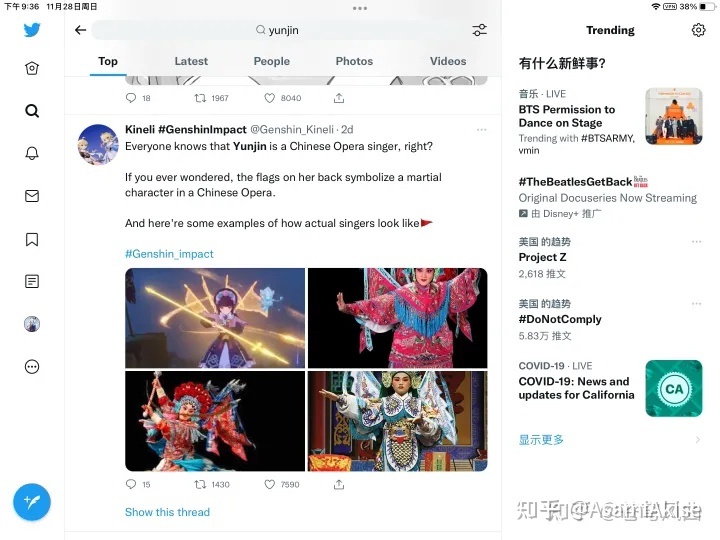 下午9:36 11月28日周日
VPN 38%
yunjin
Top Latest People Photos Videos
18 1967 8040
Kineli #GenshinImpact @Genshin_Kineli · 2d
Everyone knows that Yunjin is a Chinese Opera singer, right?
If you ever wondered, the flags on her back symbolize a martial
character in a Chinese Opera.
And here're some examples of how actual singers look like
#Genshin_impact
15 1430 7590
Show this thread
Trending
有什么新鲜事?
音乐 · LIVE
BTS Permission to
Dance on Stage
Trending with #BTSARMY,
vmin
#TheBeatlesGetBack
Original Docuseries Now Streaming
由 Disney+ 推广
美国 的趋势
Project Z
2,618 推文
美国 的趋势
#DoNotComply
5.83万 推文
COVID-19 · LIVE
COVID-19: News and
updates for California
CA
显示更多
知乎 @AsamiAkise